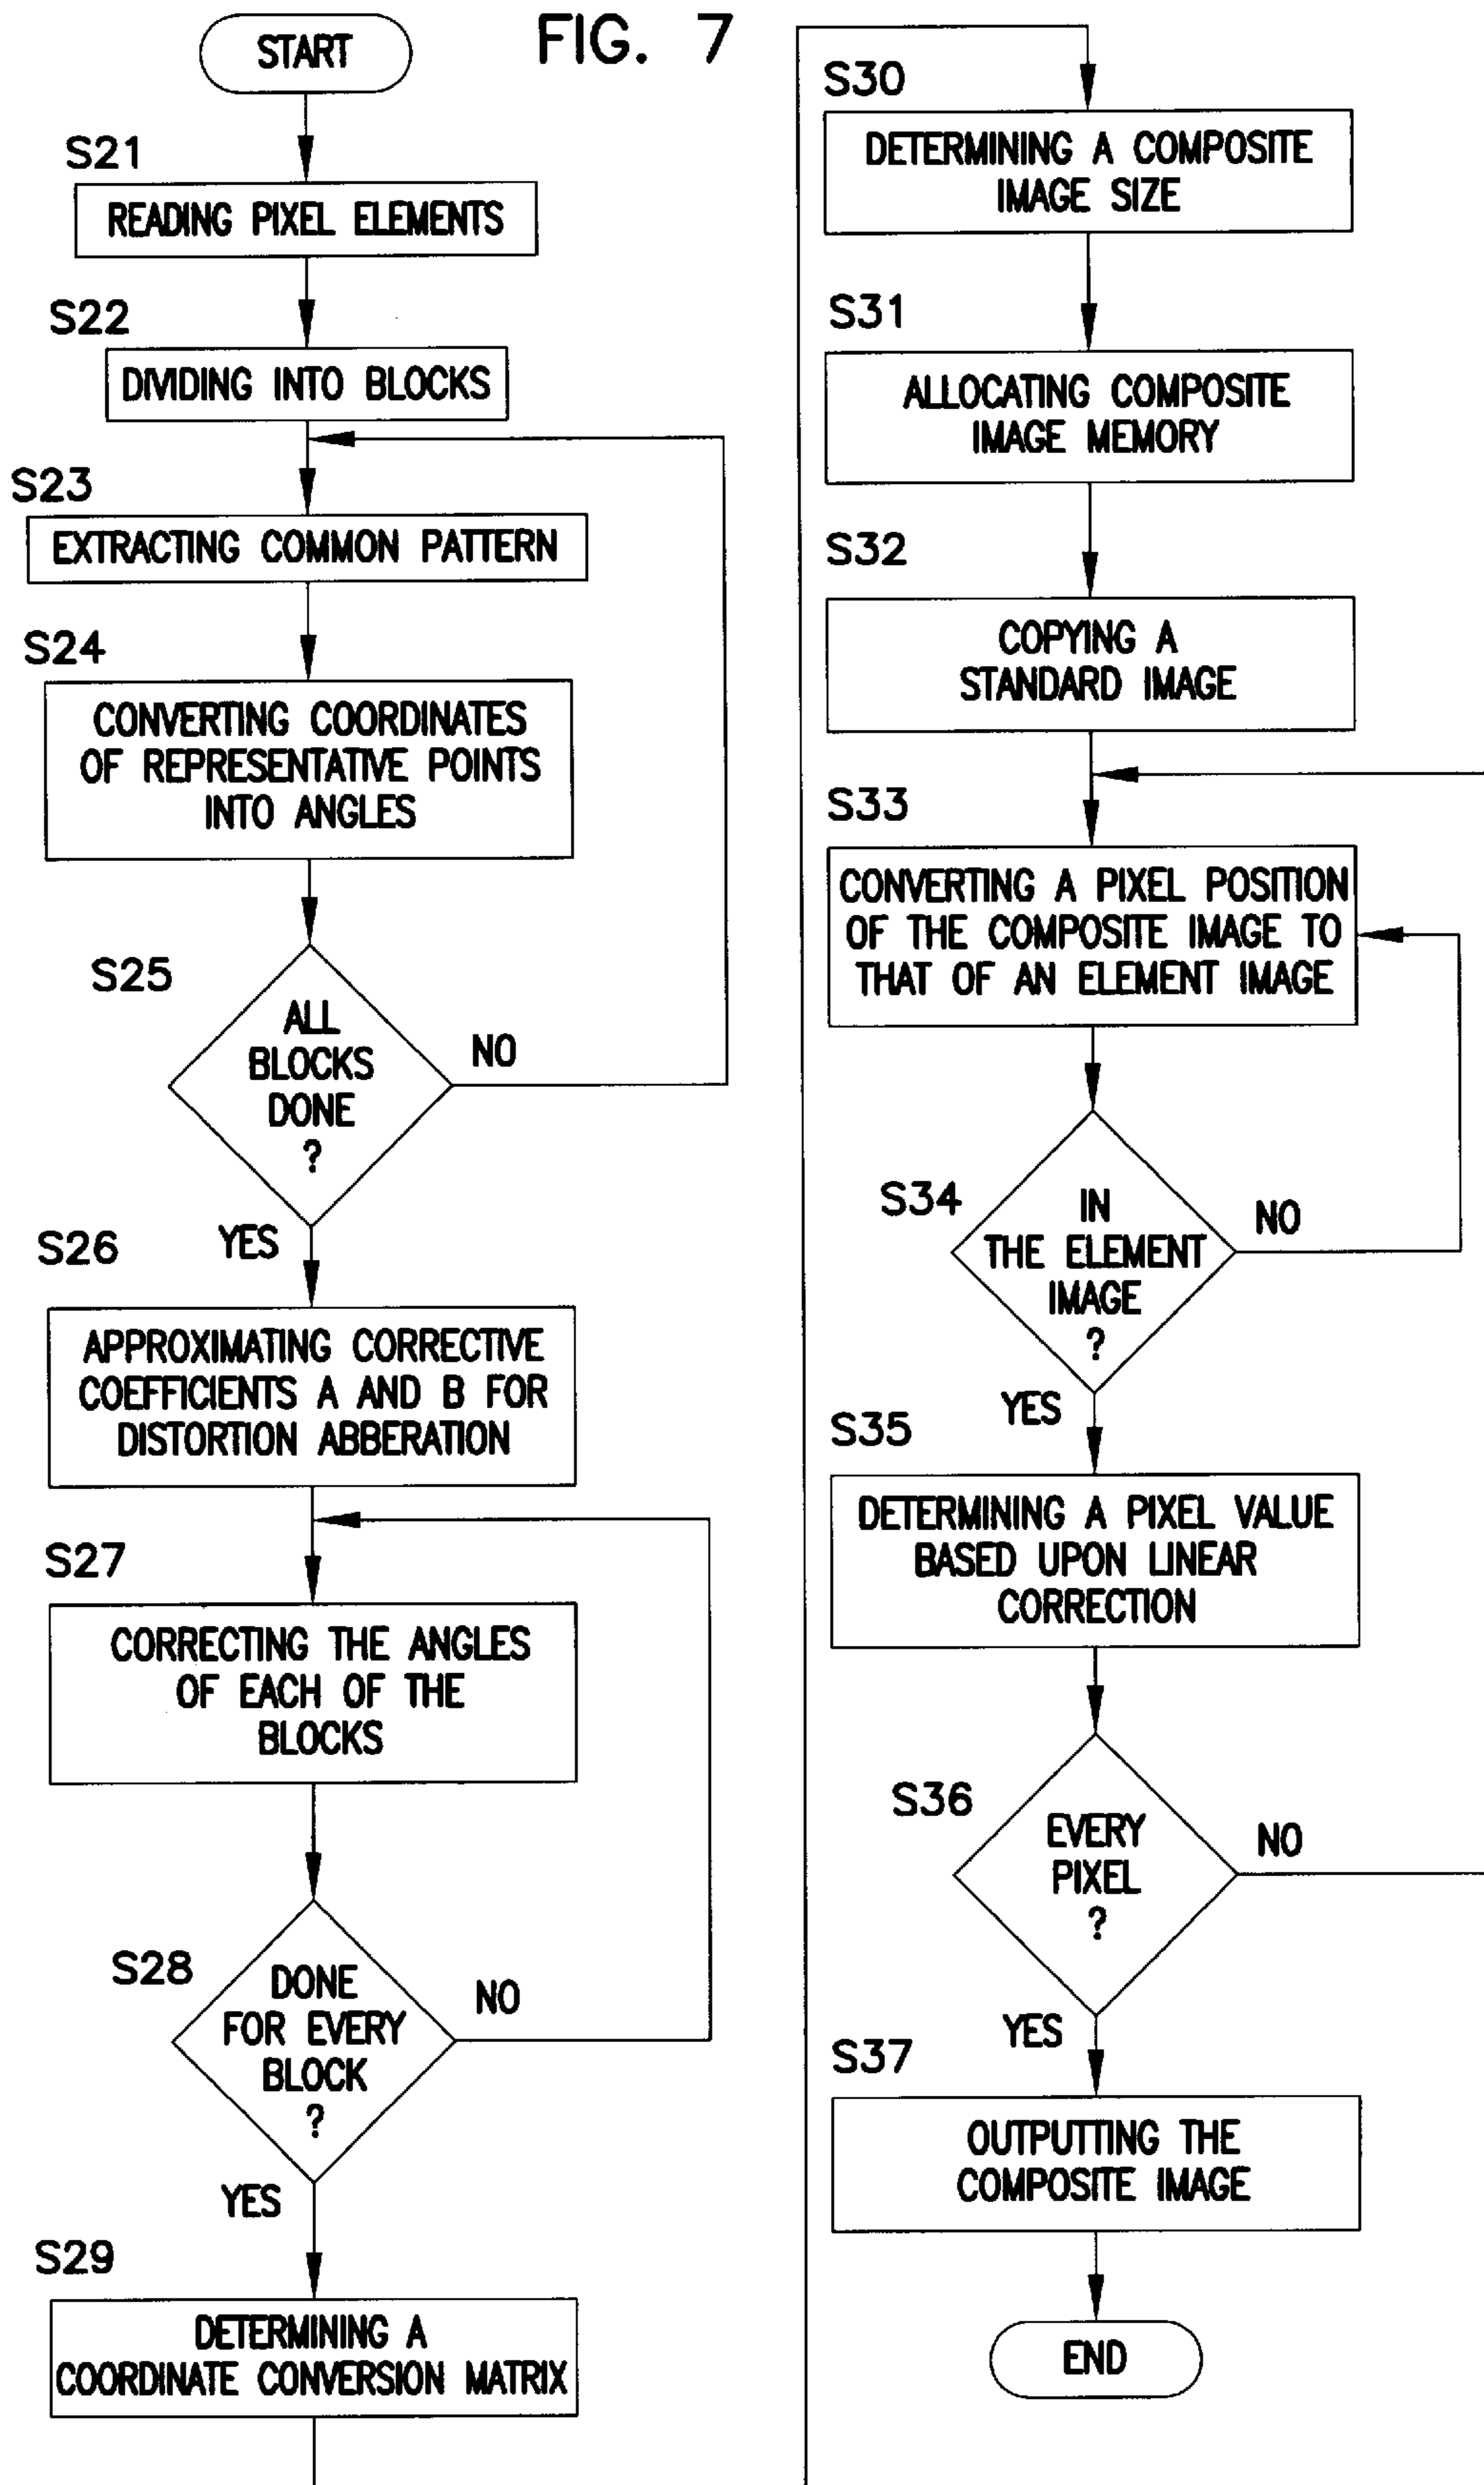 FIG. 7
START
S21
READING PIXEL ELEMENTS
S22
DIVIDING INTO BLOCKS
S23
EXTRACTING COMMON PATTERN
S24
CONVERTING COORDINATES
OF REPRESENTATIVE POINTS
INTO ANGLES
S25
ALL
BLOCKS
DONE
?
NO
YES
S26
APPROXIMATING CORRECTIVE
COEFFICIENTS A AND B FOR
DISTORTION ABBERATION
S27
CORRECTING THE ANGLES
OF EACH OF THE
BLOCKS
S28
DONE
FOR EVERY
BLOCK
?
NO
YES
S29
DETERMINING A
COORDINATE CONVERSION MATRIX
S30
DETERMINING A COMPOSITE
IMAGE SIZE
S31
ALLOCATING COMPOSITE
IMAGE MEMORY
S32
COPYING A
STANDARD IMAGE
S33
CONVERTING A PIXEL POSITION
OF THE COMPOSITE IMAGE TO
THAT OF AN ELEMENT IMAGE
S34
IN
THE ELEMENT
IMAGE
?
NO
YES
S35
DETERMINING A PIXEL VALUE
BASED UPON LINEAR
CORRECTION
S36
EVERY
PIXEL
?
NO
YES
S37
OUTPUTTING THE
COMPOSITE IMAGE
END